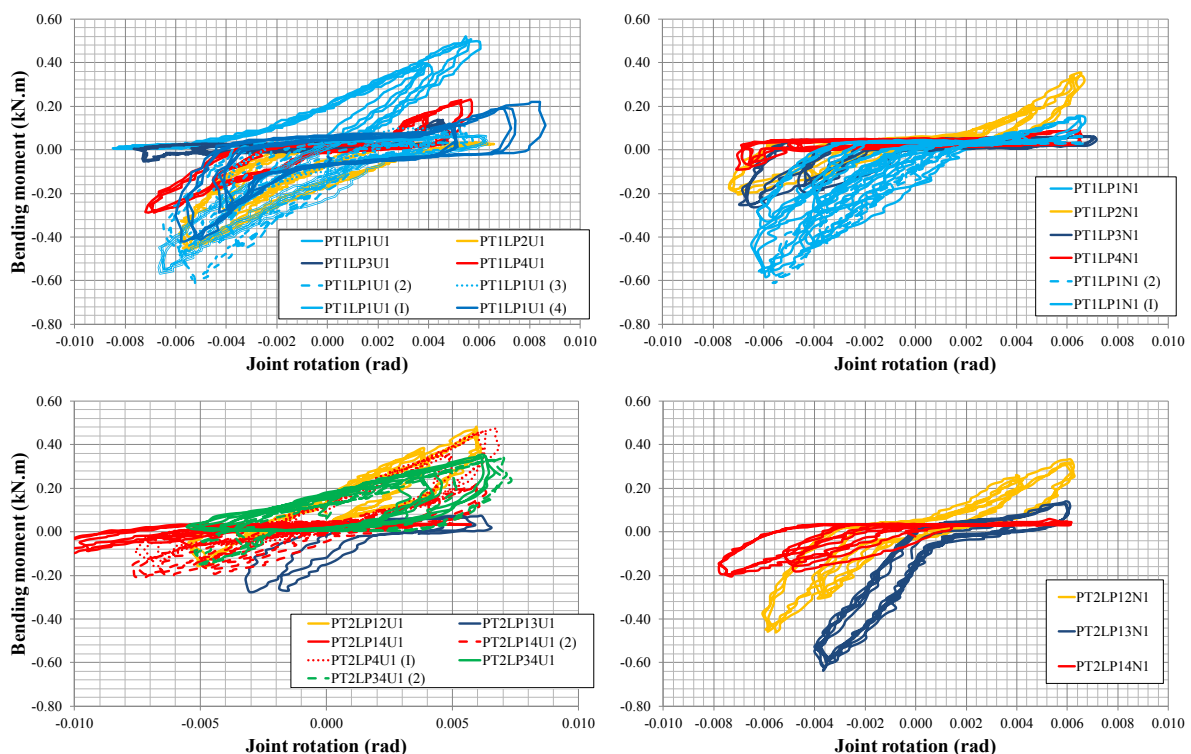 Bending moment (kN.m)
0.60
0.40
0.20
0.00
-0.20
-0.40
-0.60
-0.80
-0.010 -0.008 -0.006 -0.004 -0.002 0.000 0.002 0.004 0.006 0.008 0.010
Joint rotation (rad)
PT1LP1U1 PT1LP2U1
PT1LP3U1 PT1LP4U1
PT1LP1U1 (2) PT1LP1U1 (3)
PT1LP1U1 (I) PT1LP1U1 (4)
0.60
0.40
0.20
0.00
-0.20
-0.40
-0.60
-0.80
-0.010 -0.008 -0.006 -0.004 -0.002 0.000 0.002 0.004 0.006 0.008 0.010
Joint rotation (rad)
PT1LP1N1
PT1LP2N1
PT1LP3N1
PT1LP4N1
PT1LP1N1 (2)
PT1LP1N1 (I)
Bending moment (kN.m)
0.60
0.40
0.20
0.00
-0.20
-0.40
-0.60
-0.80
-0.010 -0.005 0.000 0.005 0.010
Joint rotation (rad)
PT2LP12U1 PT2LP13U1
PT2LP14U1 PT2LP14U1 (2)
PT2LP4U1 (I) PT2LP34U1
PT2LP34U1 (2)
0.60
0.40
0.20
0.00
-0.20
-0.40
-0.60
-0.80
-0.010 -0.008 -0.006 -0.004 -0.002 0.000 0.002 0.004 0.006 0.008 0.010
Joint rotation (rad)
PT2LP12N1
PT2LP13N1
PT2LP14N1